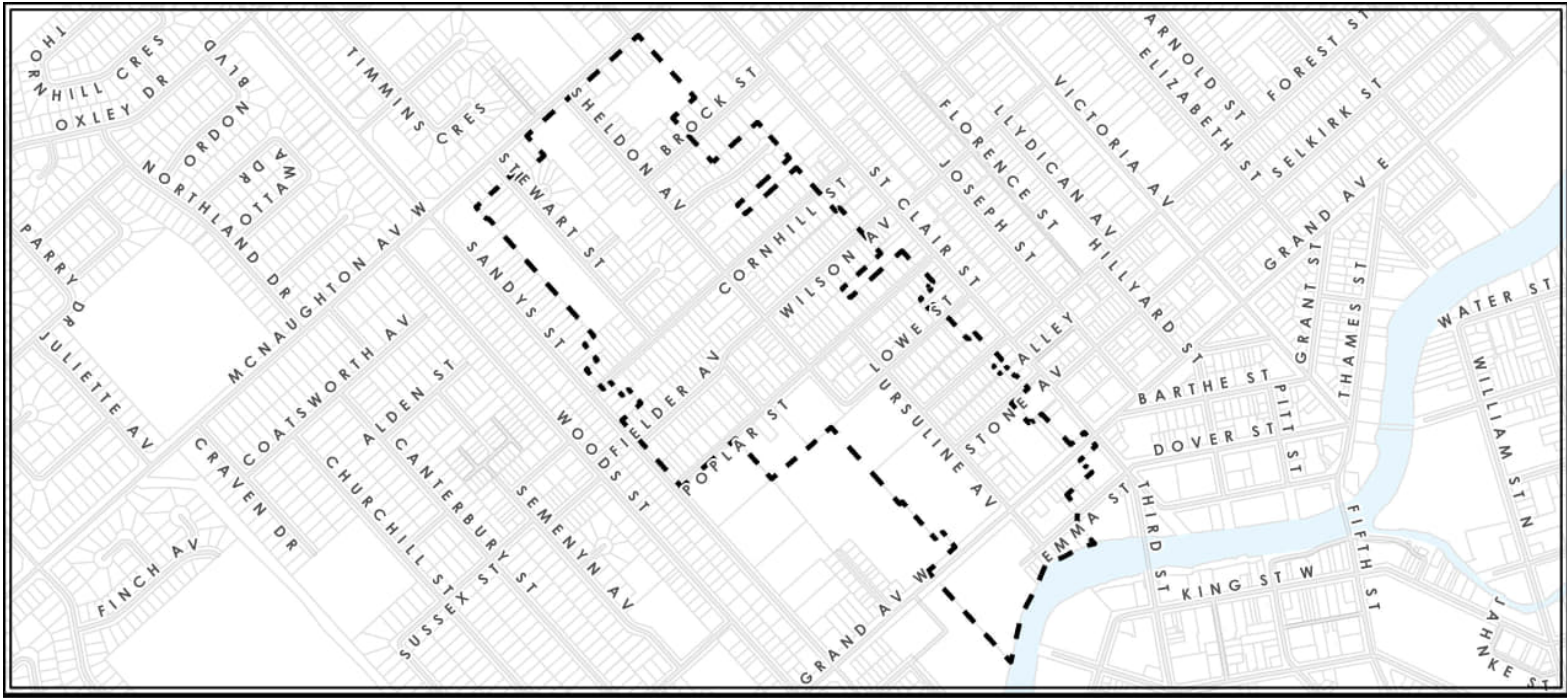 THORNHILL CRES
OXLEY DR
ORDON BLVD
TIMMINS CRES
NORTHLAND DR
OTTAWA DR
PARRY DR
JULIETTE AV
MCNAUGHTON AV W
SHELDON AV
BROCK ST
STEWART ST
SANDYS ST
CORNHILL ST
WILSON AV
ST CLAIR ST
JOSEPH ST
FLORENCE ST
LLYDICAN AV
VICTORIA AV
ARNOLD ST
ELIZABETH ST
FOREST ST
SELKIRK ST
GRAND AV E
HILLYARD ST
GRANT ST
THAMES ST
WATER ST
WILLIAM ST N
LOWE ST
ALLEY
STONE AV
URSULINE AV
FIELDER AV
POPLAR ST
WOODS ST
COATSWORTH AV
ALDEN ST
CRAVEN DR
CHURCHILL ST
CANTERBURY ST
SEMENYN AV
SUSSEX ST
FINCH AV
BARTHE ST
PITT ST
DOVER ST
EMMA ST
THIRD ST
GRAND AV W
KING ST W
FIFTH ST
JAHNKE ST